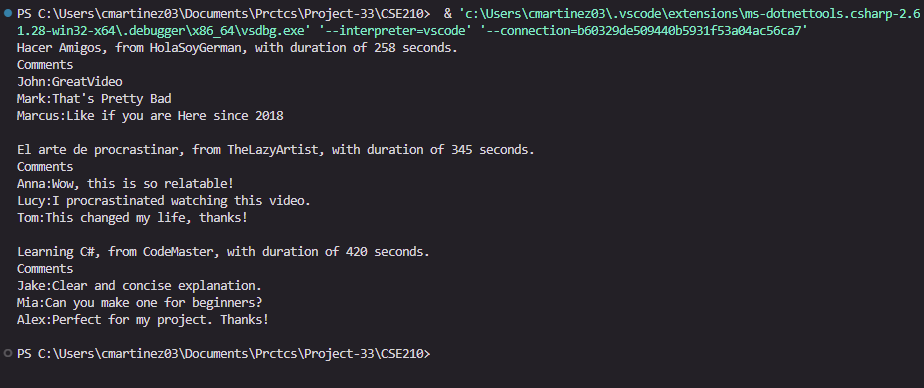 PS C:\Users\cmartinez03\Documents\Prctcs\Project-33\CSE210>  & 'c:\Users\cmartinez03\.vscode\extensions\ms-dotnettools.csharp-2.6
1.28-win32-x64\.debugger\x86_64\vsdbg.exe' '--interpreter=vscode' '--connection=b60329de509440b5931f53a04ac56ca7'
Hacer Amigos, from HolaSoyGerman, with duration of 258 seconds.
Comments
John:GreatVideo
Mark:That's Pretty Bad
Marcus:Like if you are Here since 2018

El arte de procrastinar, from TheLazyArtist, with duration of 345 seconds.
Comments
Anna:Wow, this is so relatable!
Lucy:I procrastinated watching this video.
Tom:This changed my life, thanks!

Learning C#, from CodeMaster, with duration of 420 seconds.
Comments
Jake:Clear and concise explanation.
Mia:Can you make one for beginners?
Alex:Perfect for my project. Thanks!

PS C:\Users\cmartinez03\Documents\Prctcs\Project-33\CSE210>